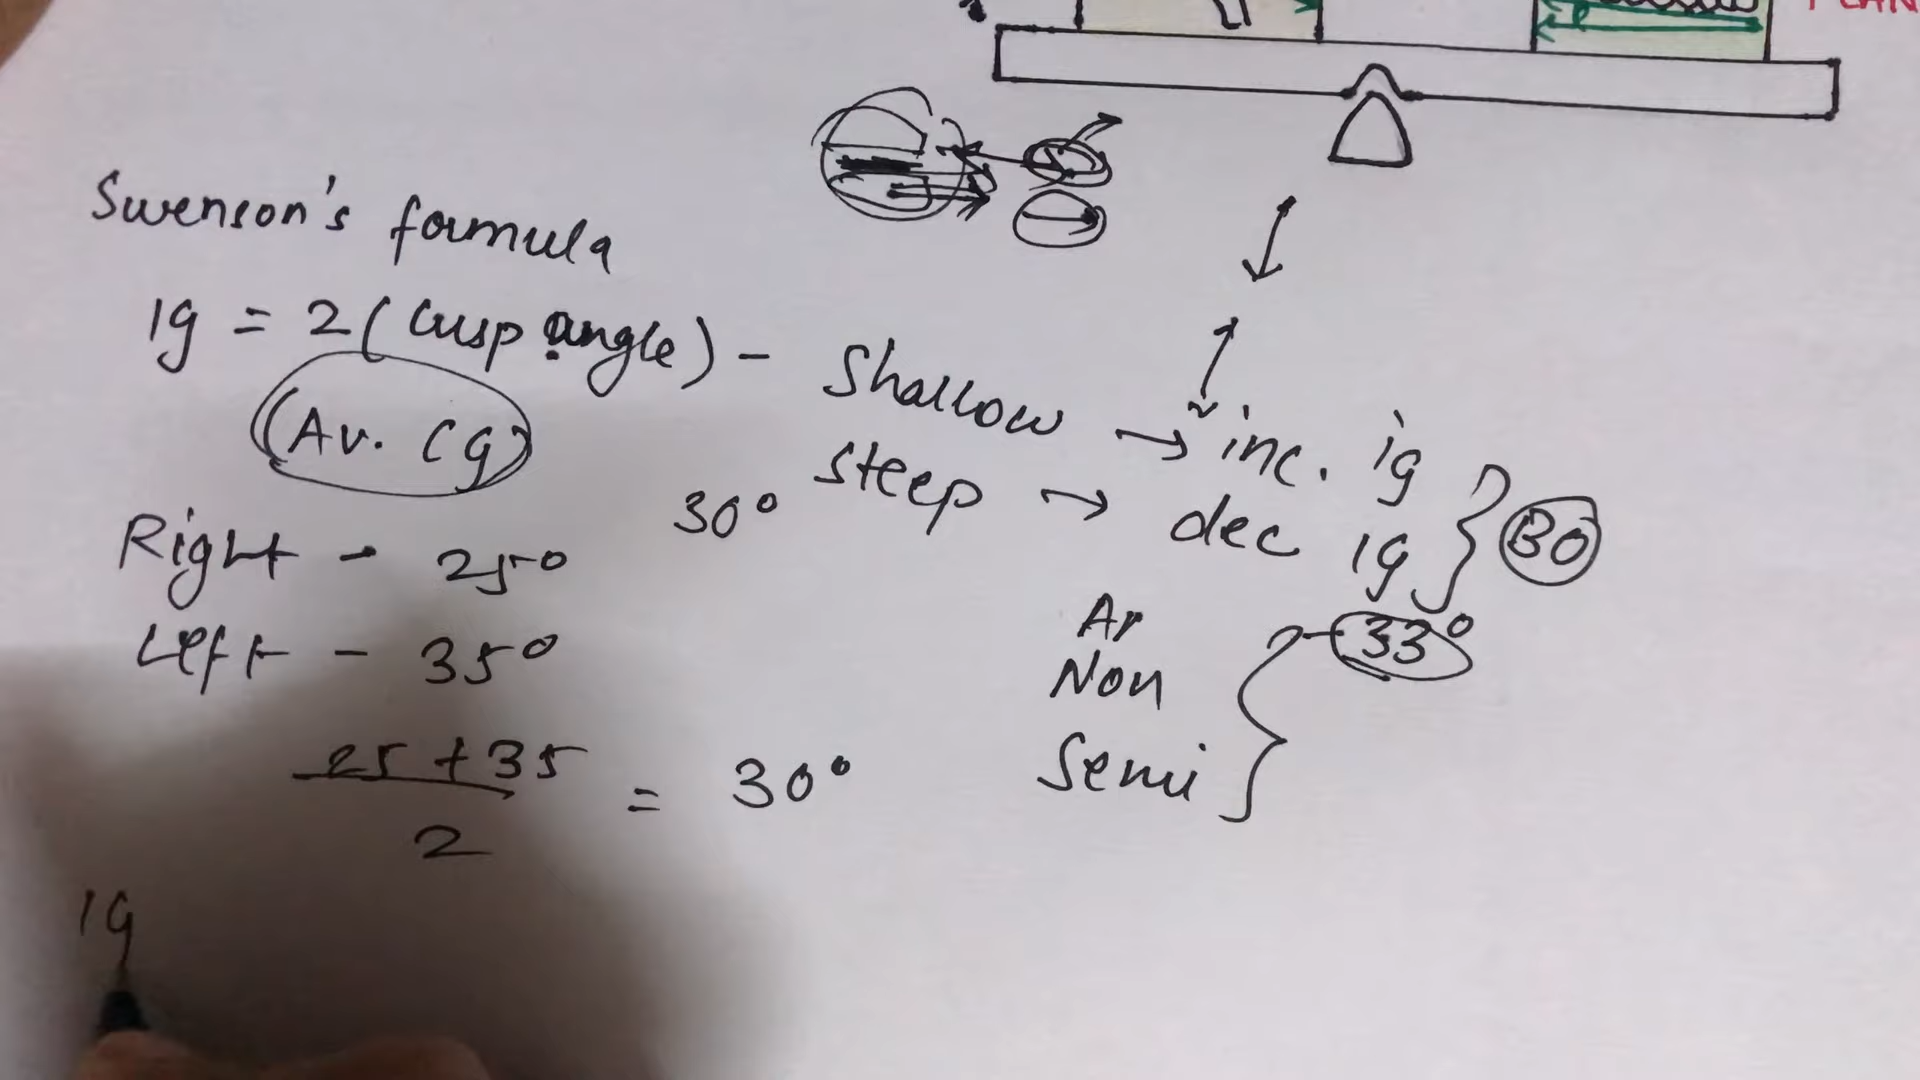 Swenson's formula
ig = 2 (cusp angle) - Shallow → inc. ig
(Av. Cg) steep → dec ig } 30
Right - 25° 30°
Left - 35°
Ar
Non
Semi } 33°
25 + 35
2 = 30°
ig